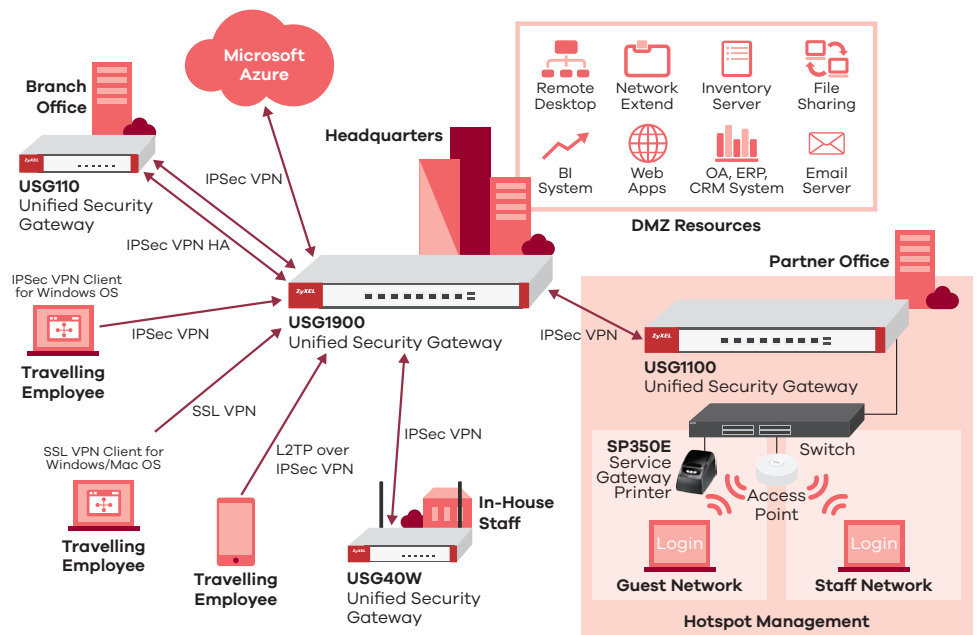 Microsoft
Azure
Branch
Office
ZyXEL
USG110
Unified Security
Gateway
IPSec VPN
IPSec VPN HA
Headquarters
Remote
Desktop
Network
Extend
Inventory
Server
File
Sharing
BI
System
Web
Apps
OA, ERP,
CRM System
Email
Server
DMZ Resources
ZyXEL
USG1900
Unified Security Gateway
IPSec VPN Client
for Windows OS
IPSec VPN
Travelling
Employee
SSL VPN
SSL VPN Client for
Windows/Mac OS
Travelling
Employee
L2TP over
IPSec VPN
Travelling
Employee
IPSec VPN
In-House
Staff
ZyXEL
USG40W
Unified Security
Gateway
IPSec VPN
Partner Office
ZyXEL
USG1100
Unified Security Gateway
Switch
SP350E
Service
Gateway
Printer
Access
Point
Login
Guest Network
Login
Staff Network
Hotspot Management